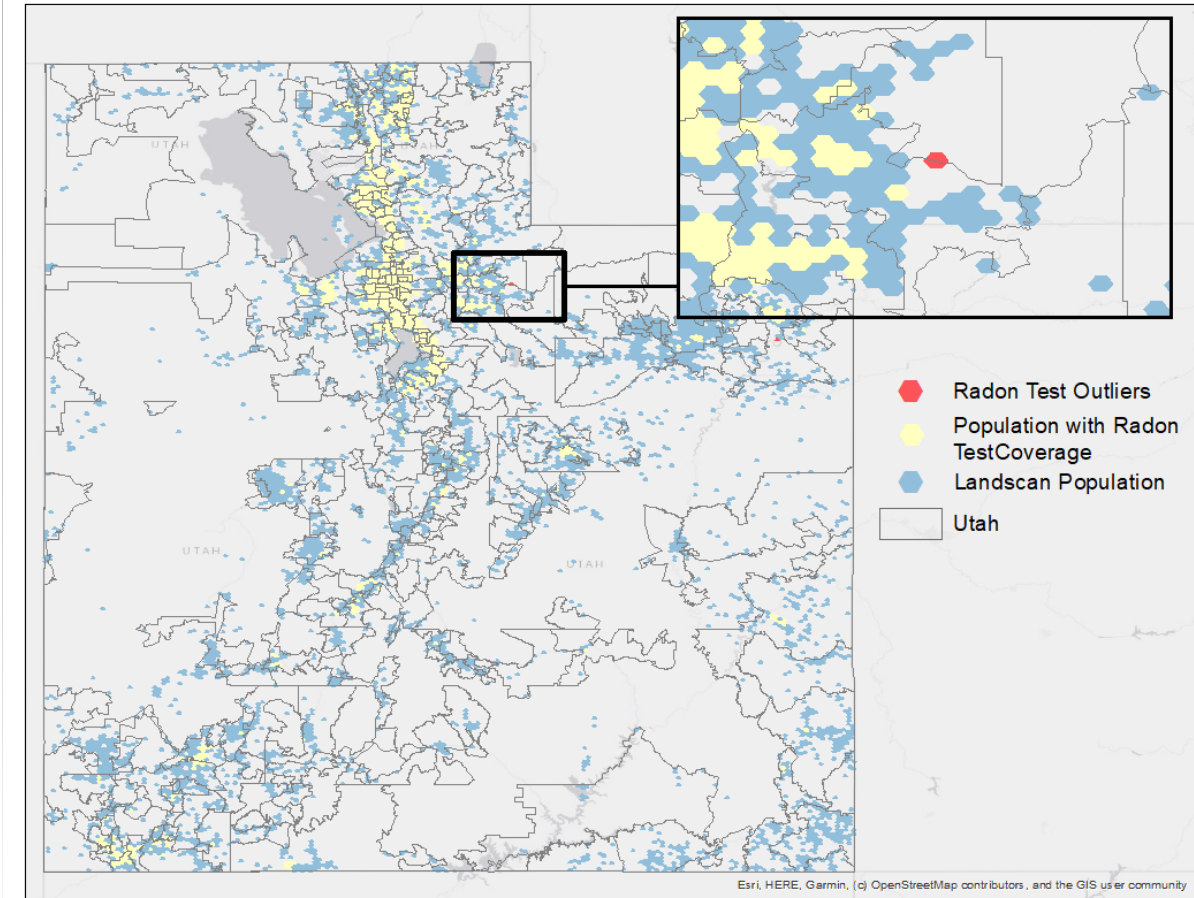 UTAH
UTAH
Radon Test Outliers
Population with Radon
TestCoverage
Landscan Population
Utah
UTAH
UTAH
Esri, HERE, Garmin, (c) OpenStreetMap contributors, and the GIS user community